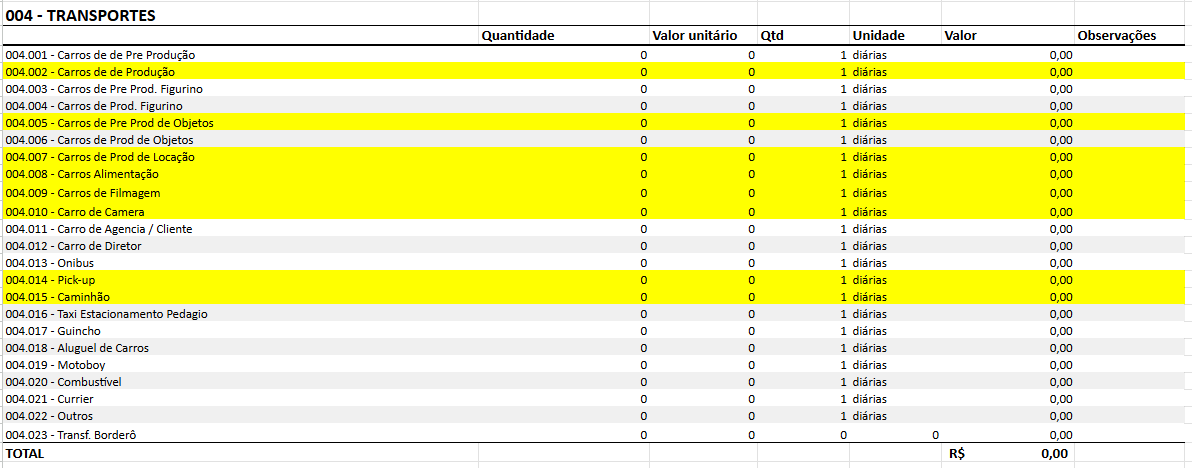 004 - TRANSPORTES
Quantidade Valor unitário Qtd Unidade Valor Observações
004.001 - Carros de de Pre Produção 0 0 1 diárias 0,00
004.002 - Carros de de Produção 0 0 1 diárias 0,00
004.003 - Carros de Pre Prod. Figurino 0 0 1 diárias 0,00
004.004 - Carros de Prod. Figurino 0 0 1 diárias 0,00
004.005 - Carros de Pre Prod de Objetos 0 0 1 diárias 0,00
004.006 - Carros de Prod de Objetos 0 0 1 diárias 0,00
004.007 - Carros de Prod de Locação 0 0 1 diárias 0,00
004.008 - Carros Alimentação 0 0 1 diárias 0,00
004.009 - Carros de Filmagem 0 0 1 diárias 0,00
004.010 - Carro de Camera 0 0 1 diárias 0,00
004.011 - Carro de Agencia / Cliente 0 0 1 diárias 0,00
004.012 - Carro de Diretor 0 0 1 diárias 0,00
004.013 - Onibus 0 0 1 diárias 0,00
004.014 - Pick-up 0 0 1 diárias 0,00
004.015 - Caminhão 0 0 1 diárias 0,00
004.016 - Taxi Estacionamento Pedagio 0 0 1 diárias 0,00
004.017 - Guincho 0 0 1 diárias 0,00
004.018 - Aluguel de Carros 0 0 1 diárias 0,00
004.019 - Motoboy 0 0 1 diárias 0,00
004.020 - Combustível 0 0 1 diárias 0,00
004.021 - Currier 0 0 1 diárias 0,00
004.022 - Outros 0 0 1 diárias 0,00
004.023 - Transf. Borderô 0 0 0 0 0,00
TOTAL R$ 0,00